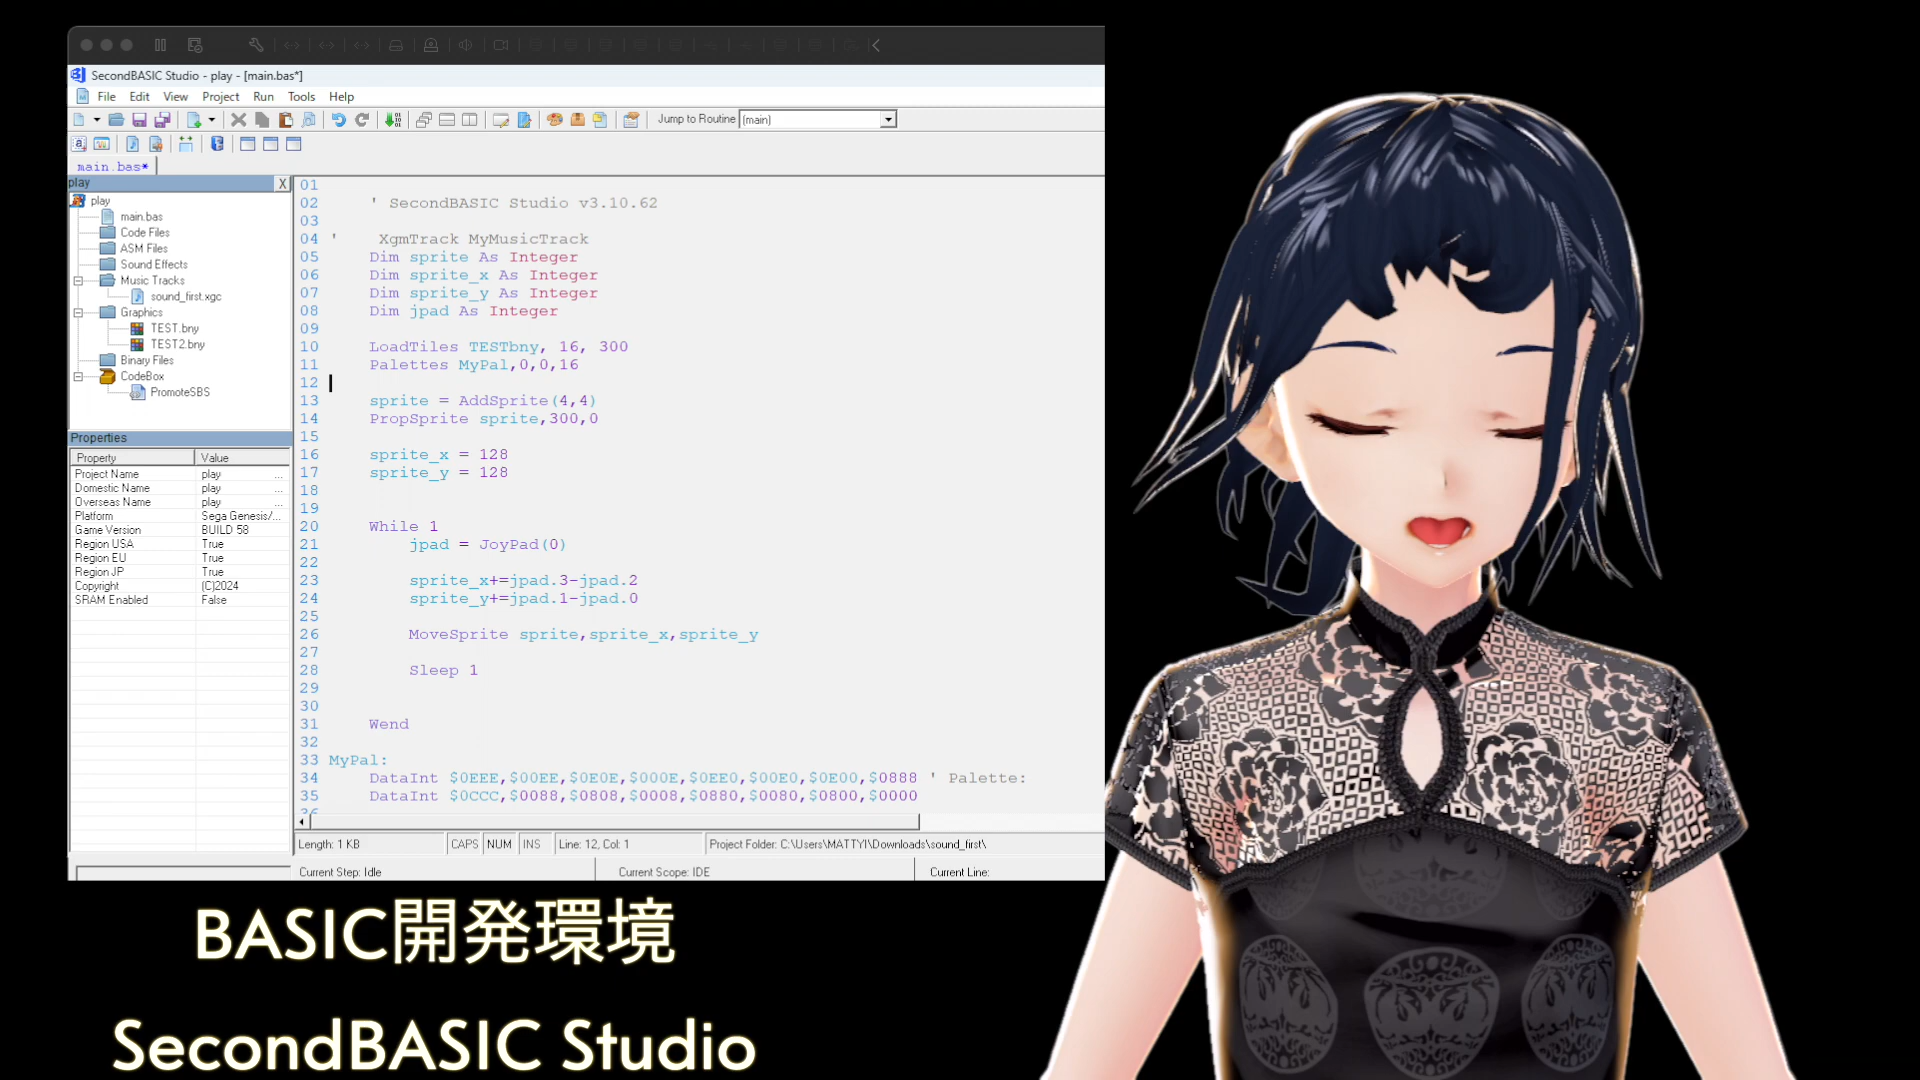 SecondBASIC Studio - play - [main.bas*]
File Edit View Project Run Tools Help
Jump to Routine (main)
main.bas*
play X
play
main.bas
Code Files
ASM Files
Sound Effects
Music Tracks
sound_first.xgc
Graphics
TEST.bny
TEST2.bny
Binary Files
CodeBox
PromoteSBS
Properties
Property Value
Project Name play ...
Domestic Name play ...
Overseas Name play ...
Platform Sega Genesis/...
Game Version BUILD 58
Region USA True
Region EU True
Region JP True
Copyright (C)2024
SRAM Enabled False
01
02 ' SecondBASIC Studio v3.10.62
03
04 ' XgmTrack MyMusicTrack
05 Dim sprite As Integer
06 Dim sprite_x As Integer
07 Dim sprite_y As Integer
08 Dim jpad As Integer
09
10 LoadTiles TESTbny, 16, 300
11 Palettes MyPal,0,0,16
12
13 sprite = AddSprite(4,4)
14 PropSprite sprite,300,0
15
16 sprite_x = 128
17 sprite_y = 128
18
19
20 While 1
21 jpad = JoyPad(0)
22
23 sprite_x+=jpad.3-jpad.2
24 sprite_y+=jpad.1-jpad.0
25
26 MoveSprite sprite,sprite_x,sprite_y
27
28 Sleep 1
29
30
31 Wend
32
33 MyPal:
34 DataInt $0EEE,$00EE,$0E0E,$000E,$0EE0,$00E0,$0E00,$0888 ' Palette:
35 DataInt $0CCC,$0088,$0808,$0008,$0880,$0080,$0800,$0000
36
Length: 1 KB CAPS NUM INS Line: 12, Col: 1 Project Folder: C:\Users\MATTYI\Downloads\sound_first\
Current Step: Idle Current Scope: IDE Current Line:
BASIC開発環境
SecondBASIC Studio